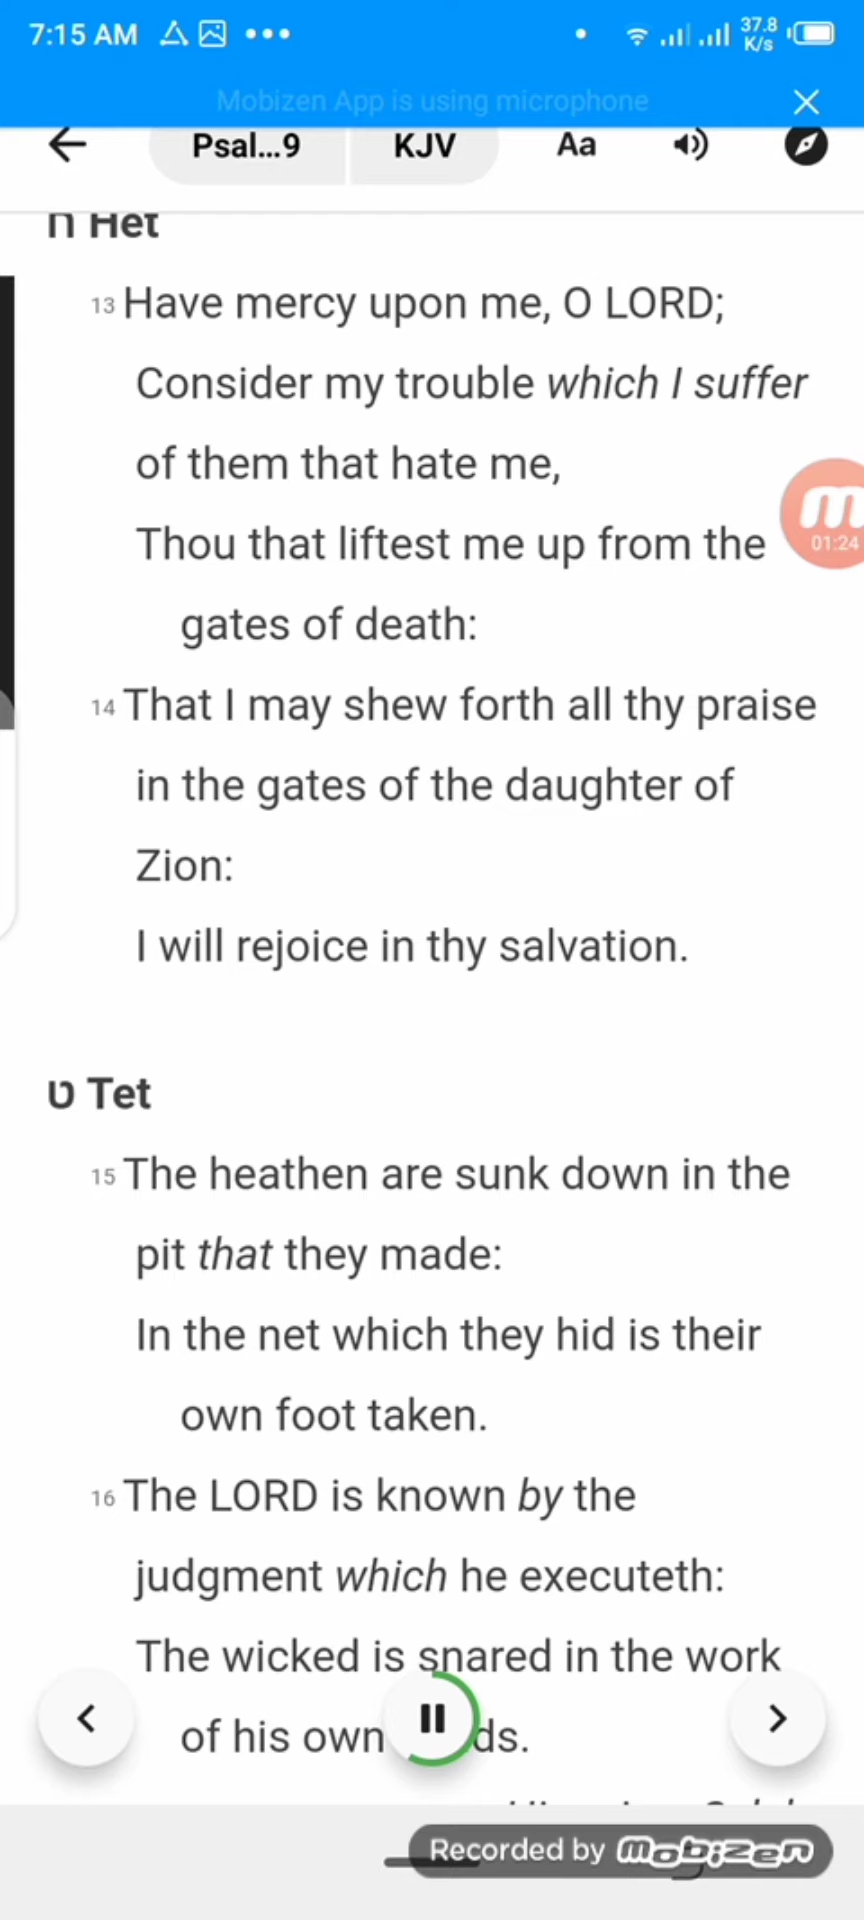 7:15 AM
37.8
K/s
Mobizen App is using microphone
Psal...9 KJV Aa
ח Het
13 Have mercy upon me, O LORD;
Consider my trouble which I suffer
of them that hate me,
Thou that liftest me up from the
gates of death:
01:24
14 That I may shew forth all thy praise
in the gates of the daughter of
Zion:
I will rejoice in thy salvation.
ט Tet
15 The heathen are sunk down in the
pit that they made:
In the net which they hid is their
own foot taken.
16 The LORD is known by the
judgment which he executeth:
The wicked is snared in the work
of his own ds.
Recorded by mobizen